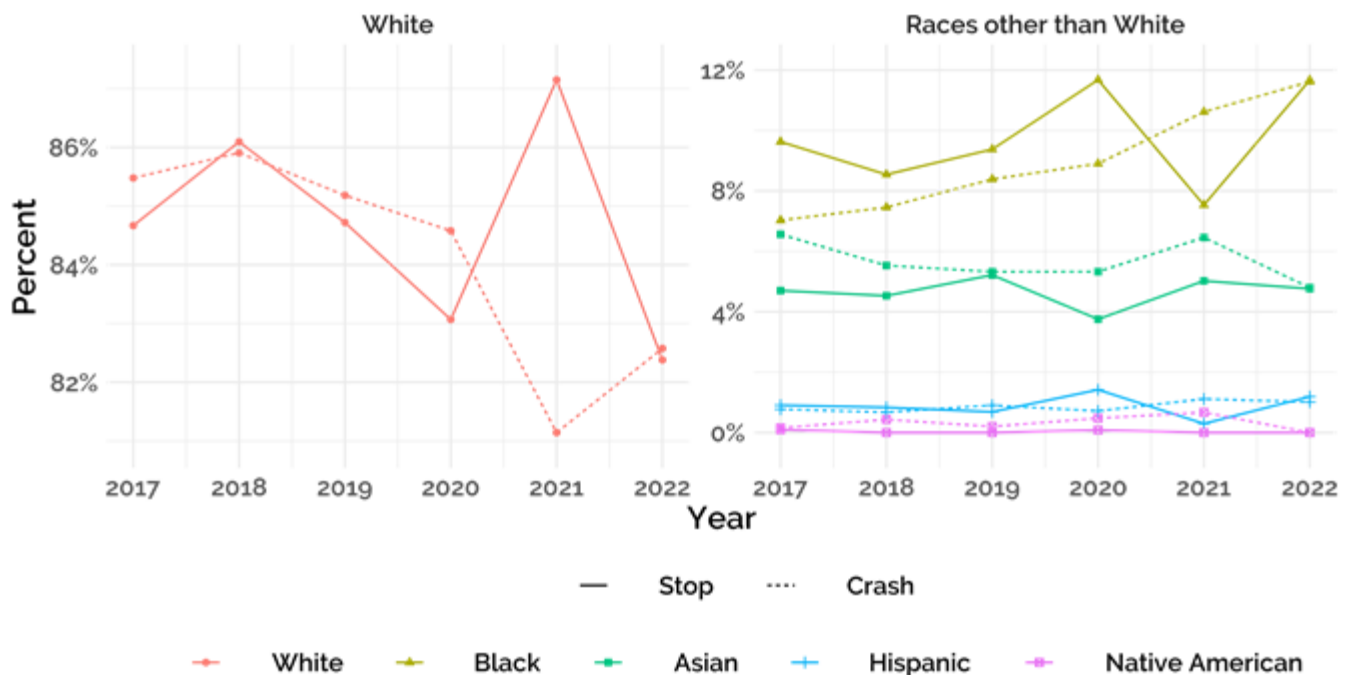 White
Races other than White
Percent
86%
84%
82%
12%
8%
4%
0%
2017 2018 2019 2020 2021 2022
2017 2018 2019 2020 2021 2022
Year
Stop Crash
White Black Asian Hispanic Native American